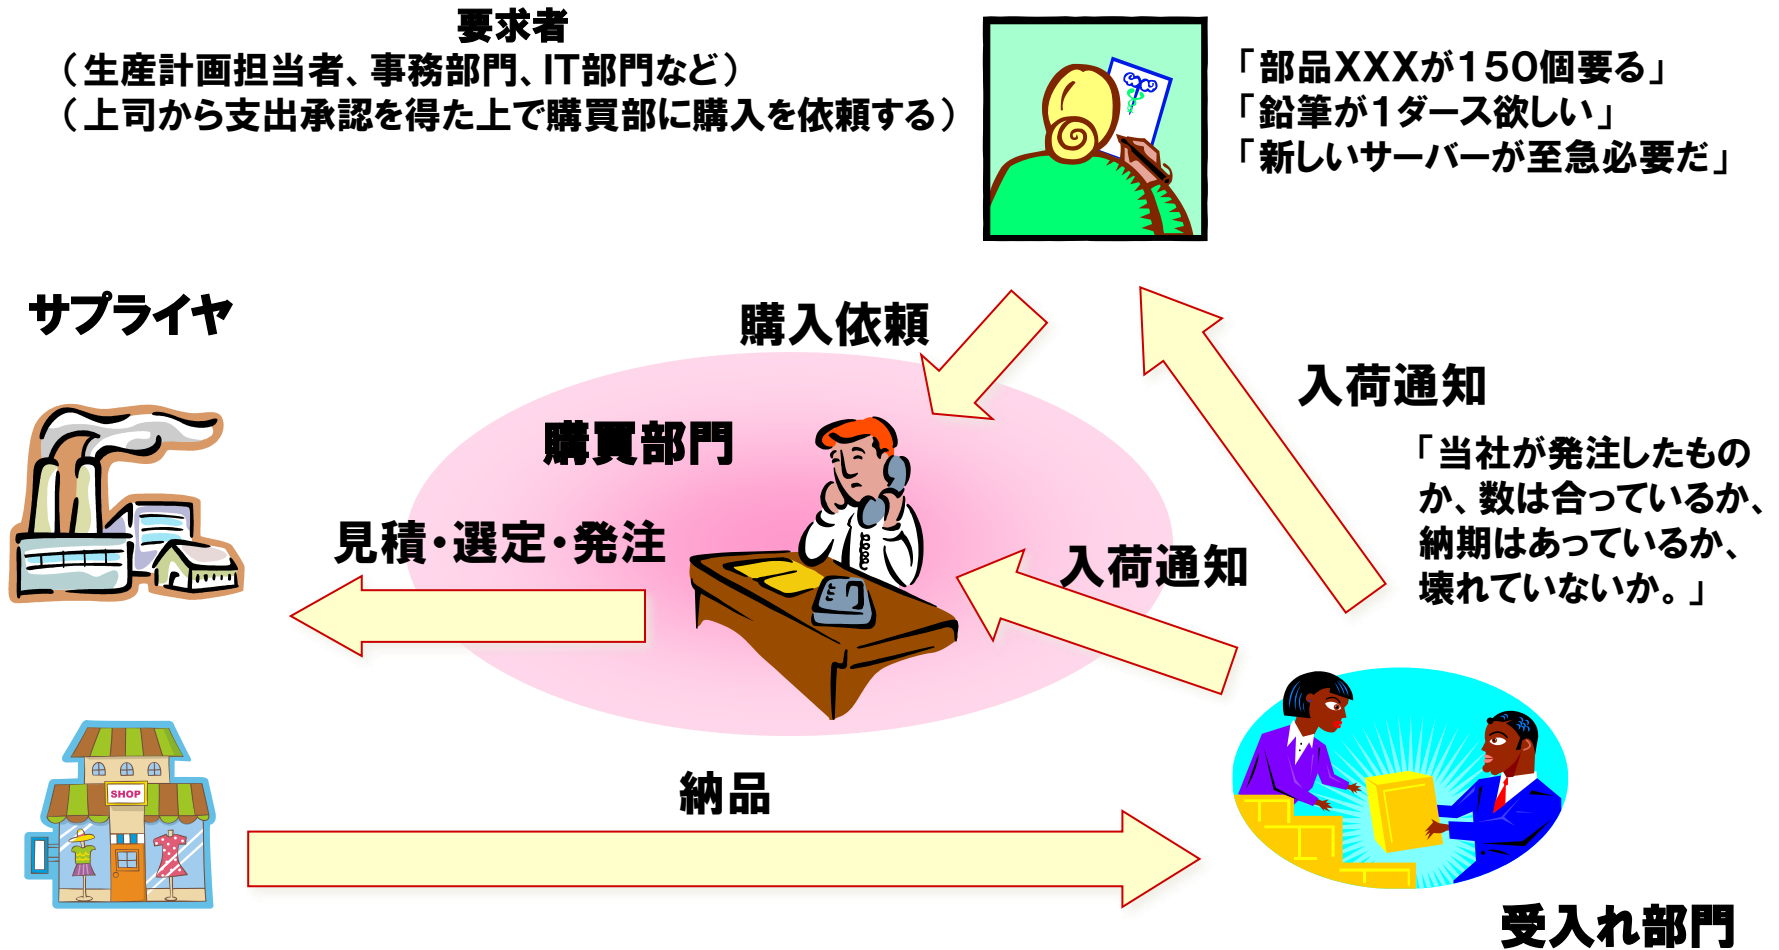 要求者
（生産計画担当者、事務部門、IT部門など）
（上司から支出承認を得た上で購買部に購入を依頼する）
「部品XXXが150個要る」
「鉛筆が1ダース欲しい」
「新しいサーバーが至急必要だ」
サプライヤ
購入依頼
入荷通知
購買部門
「当社が発注したもの
か、数は合っているか、
納期はあっているか、
壊れていないか。」
見積・選定・発注
入荷通知
SHOP
納品
受入れ部門